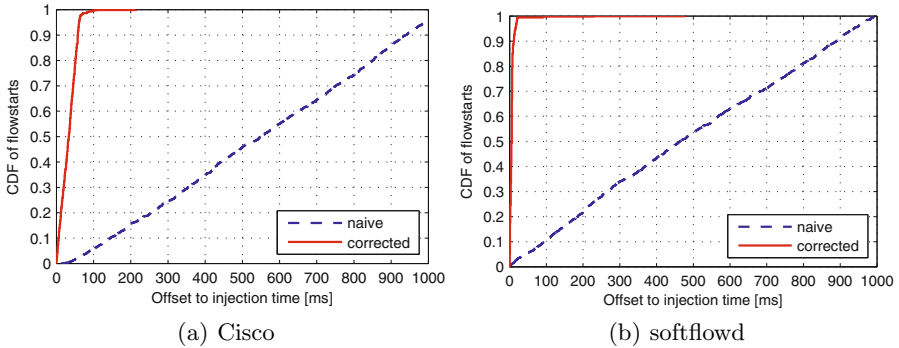 1
0.9
0.8
0.7
0.6
0.5
0.4
0.3
0.2
0.1
0
CDF of flowstarts
0 100 200 300 400 500 600 700 800 900 1000
Offset to injection time [ms]
naive
corrected
(a) Cisco
1
0.9
0.8
0.7
0.6
0.5
0.4
0.3
0.2
0.1
0
CDF of flowstarts
0 100 200 300 400 500 600 700 800 900 1000
Offset to injection time [ms]
naive
corrected
(b) softflowd